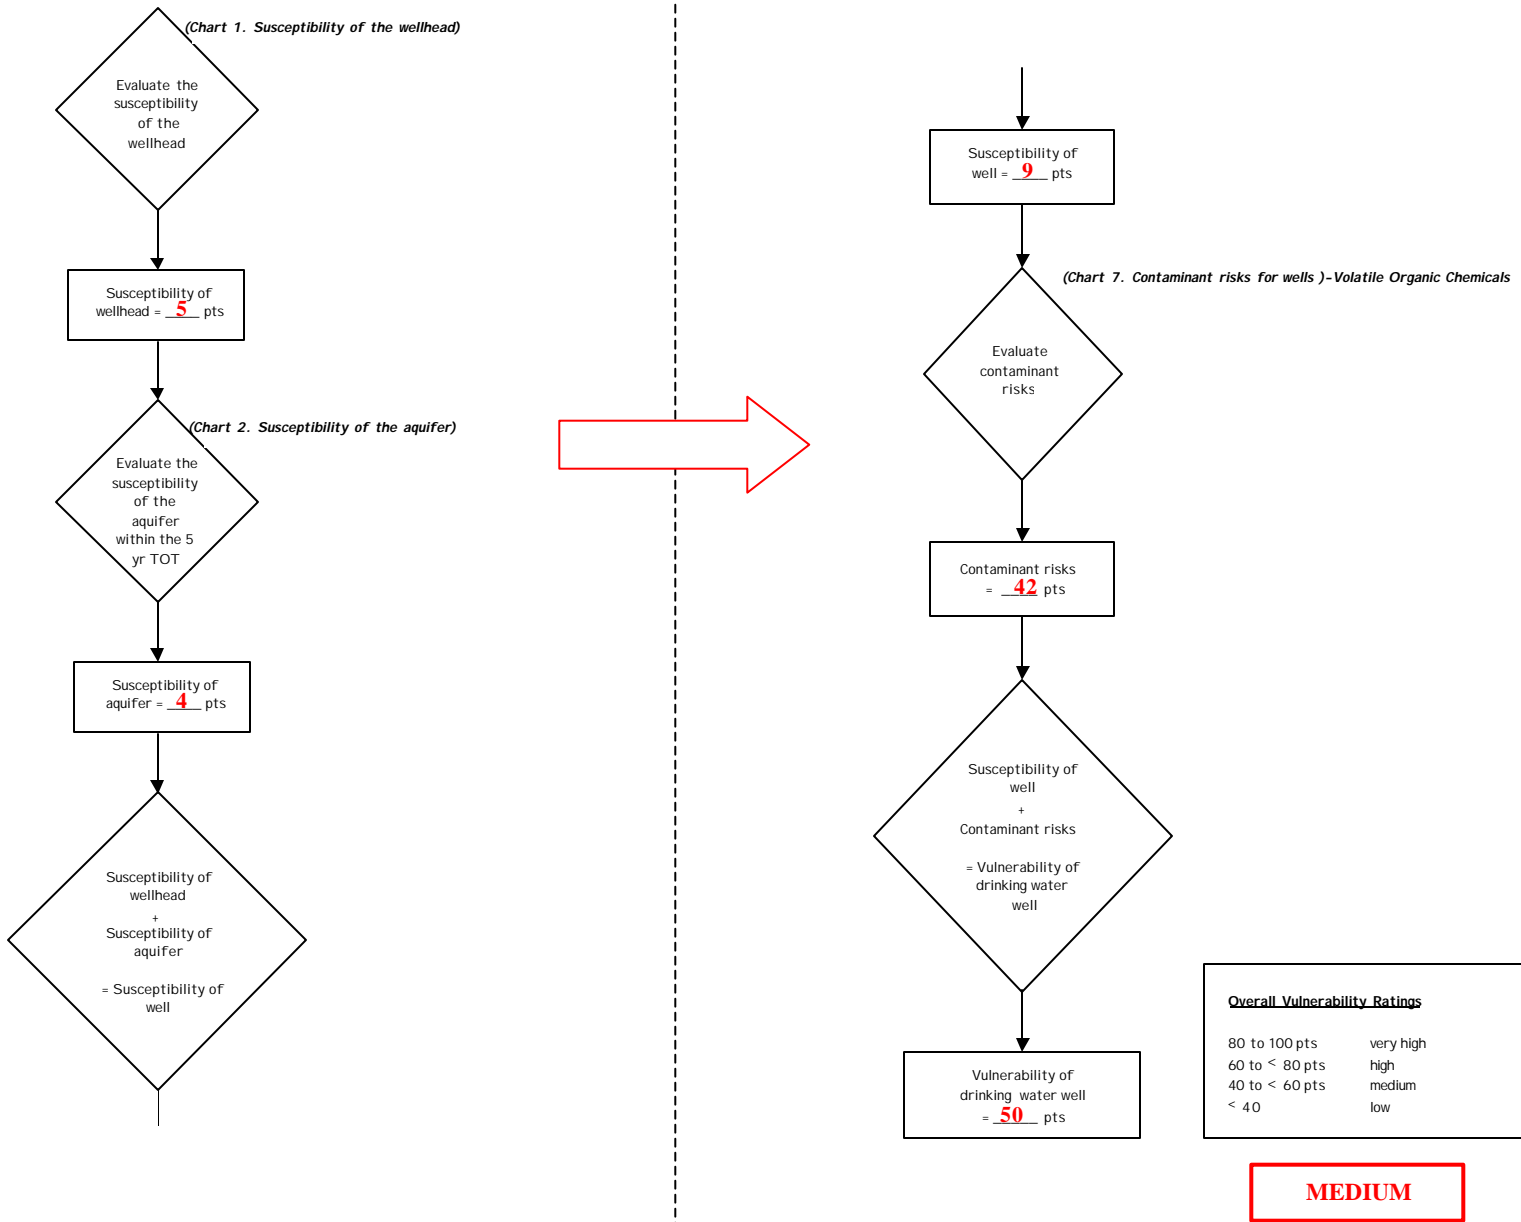 (Chart 1. Susceptibility of the wellhead)
Evaluate the
susceptibility
of the
wellhead
Susceptibility of
wellhead = 5 pts
(Chart 2. Susceptibility of the aquifer)
Evaluate the
susceptibility
of the
aquifer
within the 5
yr TOT
Susceptibility of
aquifer = 4 pts
Susceptibility of
wellhead
+
Susceptibility of
aquifer
= Susceptibility of
well
Susceptibility of
well = 9 pts
(Chart 7. Contaminant risks for wells )–Volatile Organic Chemicals
Evaluate
contaminant
risks
Contaminant risks
= 42 pts
Susceptibility of
well
+
Contaminant risks
= Vulnerability of
drinking water
well
Vulnerability of
drinking water well
= 50 pts
Overall Vulnerability Ratings
80 to 100 pts very high
60 to < 80 pts high
40 to < 60 pts medium
< 40 low
MEDIUM